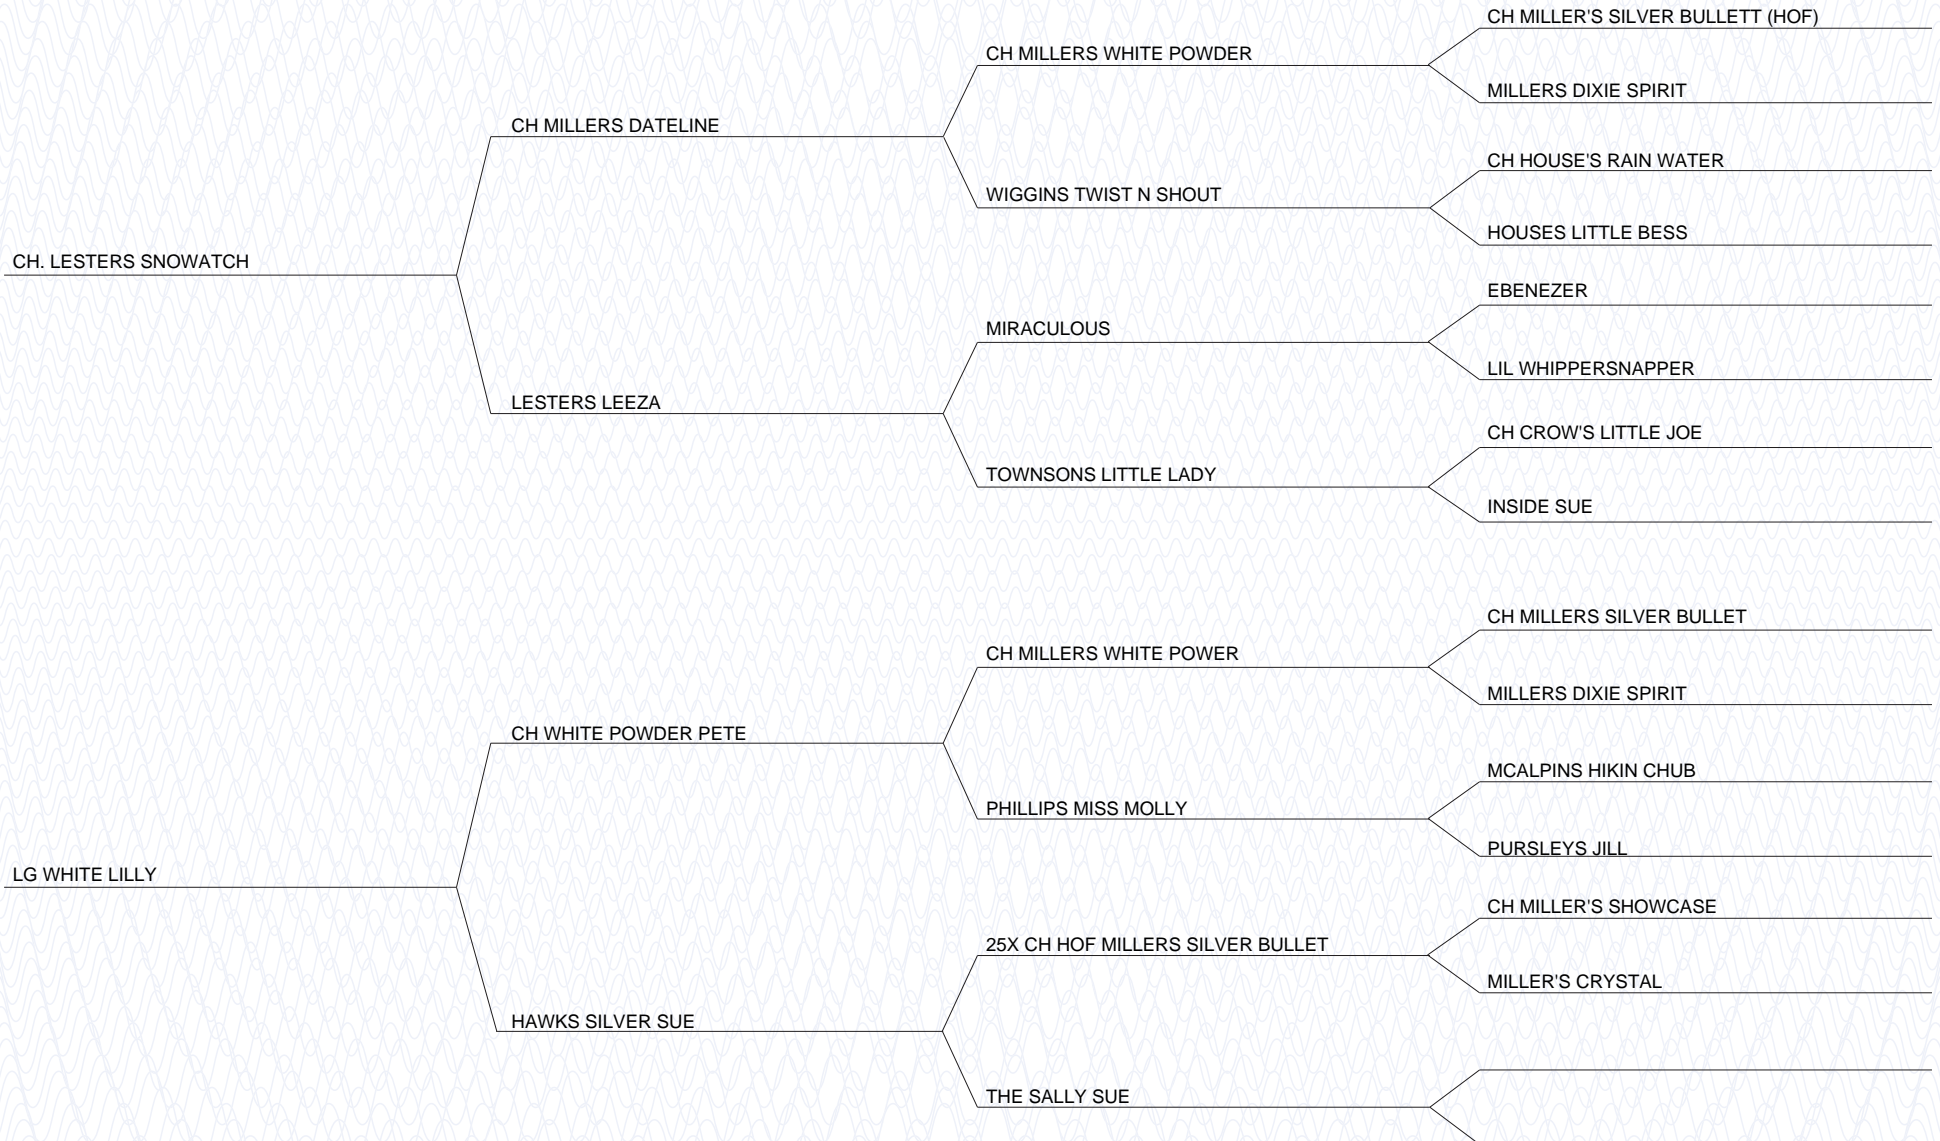 CH MILLER'S SILVER BULLETT (HOF)
CH MILLERS WHITE POWDER
MILLERS DIXIE SPIRIT
CH MILLERS DATELINE
CH HOUSE'S RAIN WATER
WIGGINS TWIST N SHOUT
HOUSES LITTLE BESS
CH. LESTERS SNOWATCH
EBENEZER
MIRACULOUS
LIL WHIPPERSNAPPER
LESTERS LEEZA
CH CROW'S LITTLE JOE
TOWNSONS LITTLE LADY
INSIDE SUE
CH MILLERS SILVER BULLET
CH MILLERS WHITE POWER
MILLERS DIXIE SPIRIT
CH WHITE POWDER PETE
MCALPINS HIKIN CHUB
PHILLIPS MISS MOLLY
PURSLEYS JILL
LG WHITE LILLY
CH MILLER'S SHOWCASE
25X CH HOF MILLERS SILVER BULLET
MILLER'S CRYSTAL
HAWKS SILVER SUE
THE SALLY SUE